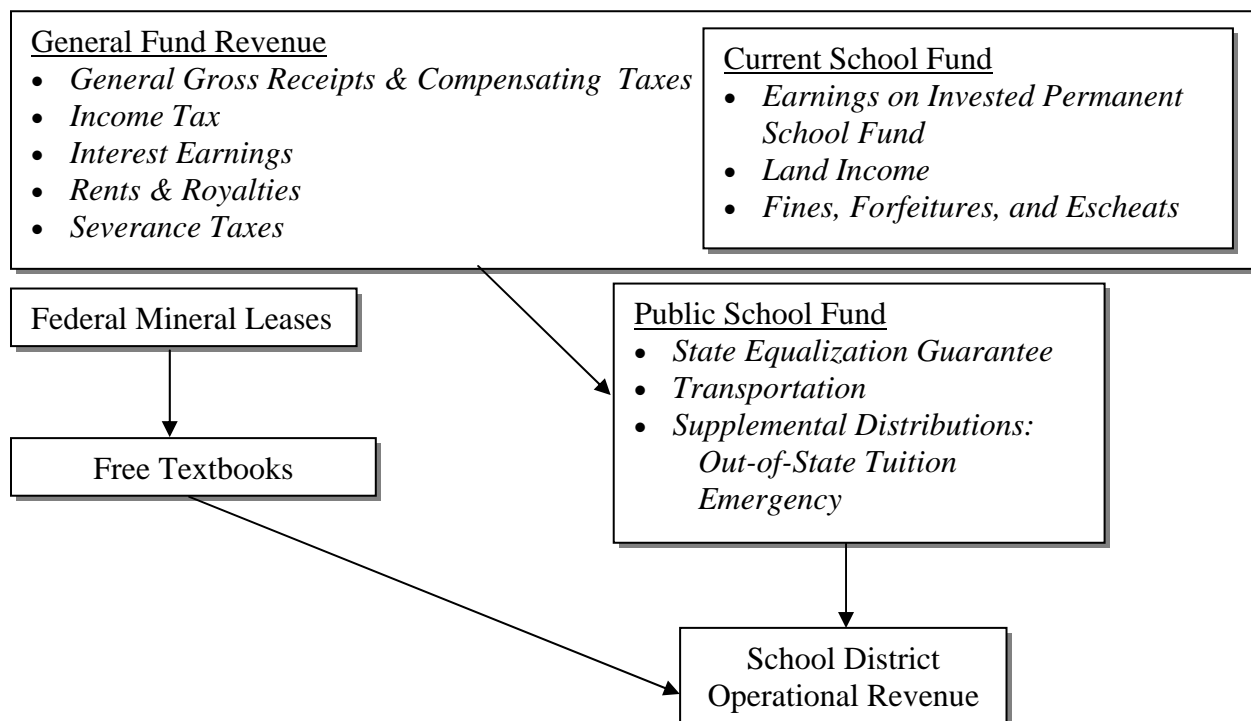 General Fund Revenue
• General Gross Receipts & Compensating Taxes
• Income Tax
• Interest Earnings
• Rents & Royalties
• Severance Taxes
Current School Fund
• Earnings on Invested Permanent
School Fund
• Land Income
• Fines, Forfeitures, and Escheats
Federal Mineral Leases
Public School Fund
• State Equalization Guarantee
• Transportation
• Supplemental Distributions:
Out-of-State Tuition
Emergency
Free Textbooks
School District
Operational Revenue